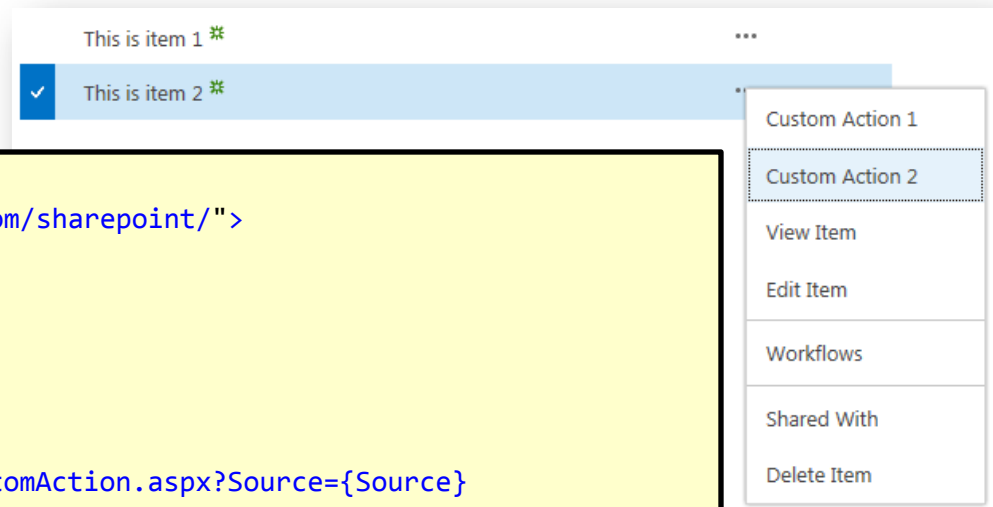 This is item 1
This is item 2
Custom Action 1
Custom Action 2
View Item
Edit Item
Workflows
Shared With
Delete Item
om/sharepoint/">
tomAction.aspx?Source={Source}